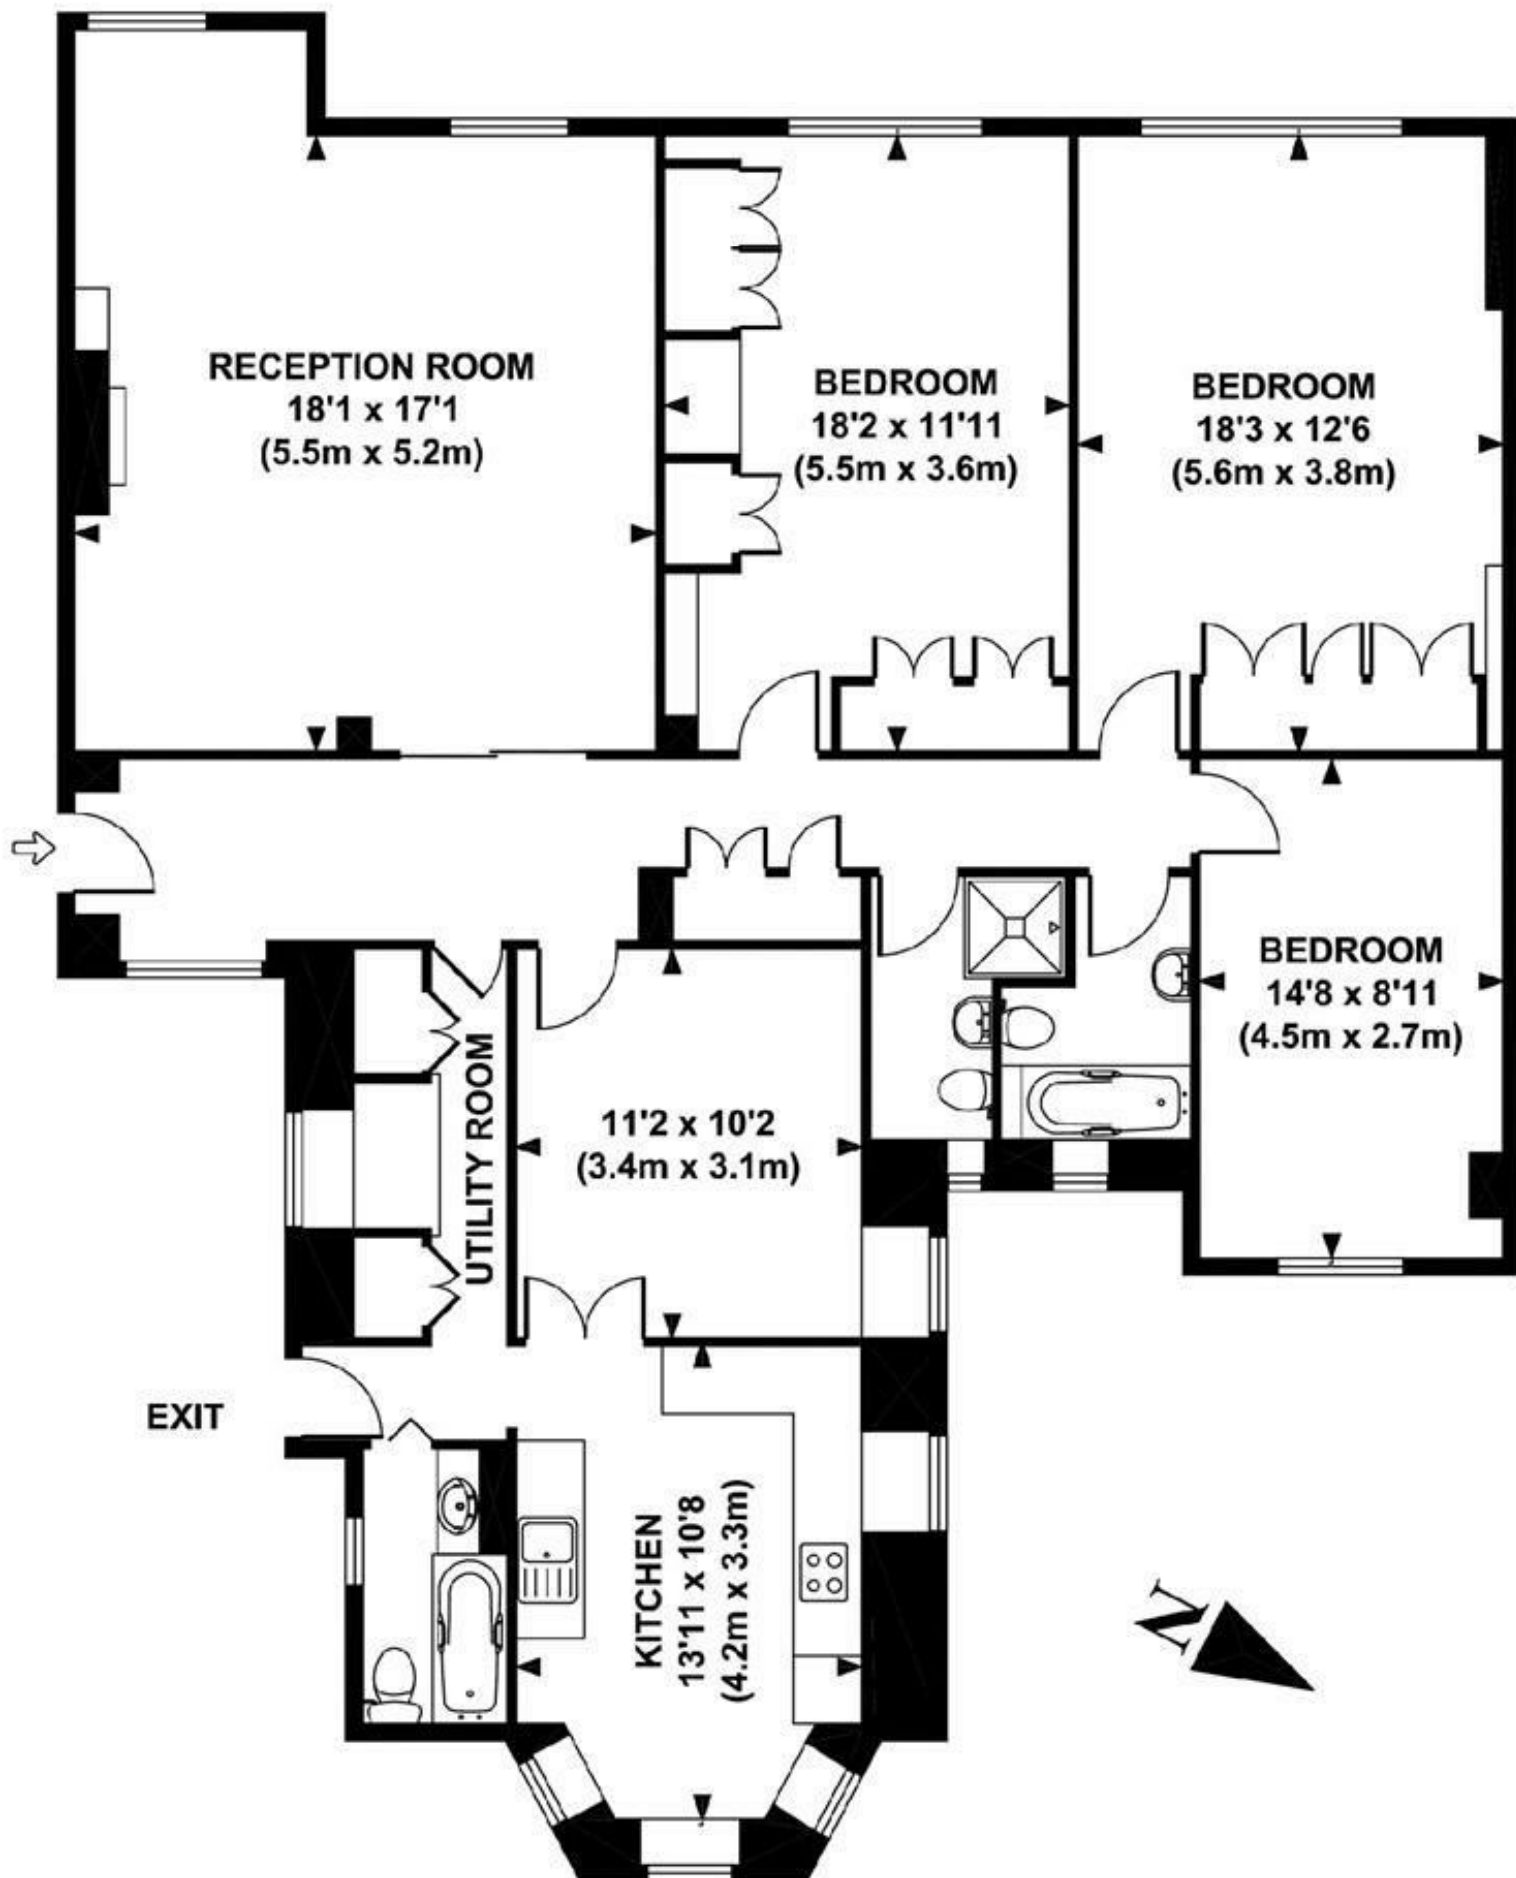 RECEPTION ROOM
18'1 x 17'1
(5.5m x 5.2m)
BEDROOM
18'2 x 11'11
(5.5m x 3.6m)
BEDROOM
18'3 x 12'6
(5.6m x 3.8m)
BEDROOM
14'8 x 8'11
(4.5m x 2.7m)
UTILITY ROOM
11'2 x 10'2
(3.4m x 3.1m)
EXIT
KITCHEN
13'11 x 10'8
(4.2m x 3.3m)
N